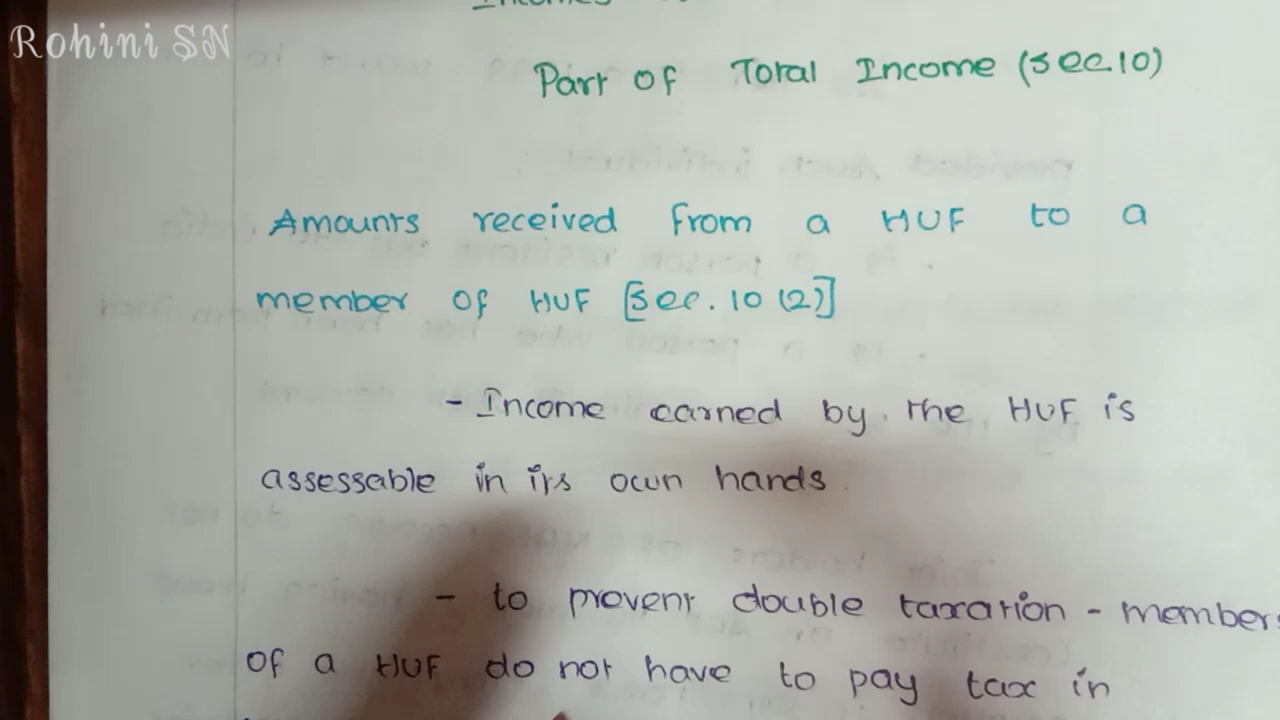 Rohini SN
Part of Total Income (Sec.10)
Amounts received from a HUF to a
member of HUF [Sec. 10 (2)]
- Income earned by the HUF is
assessable in its own hands
- to prevent double taxation - members
of a HUF do not have to pay tax in